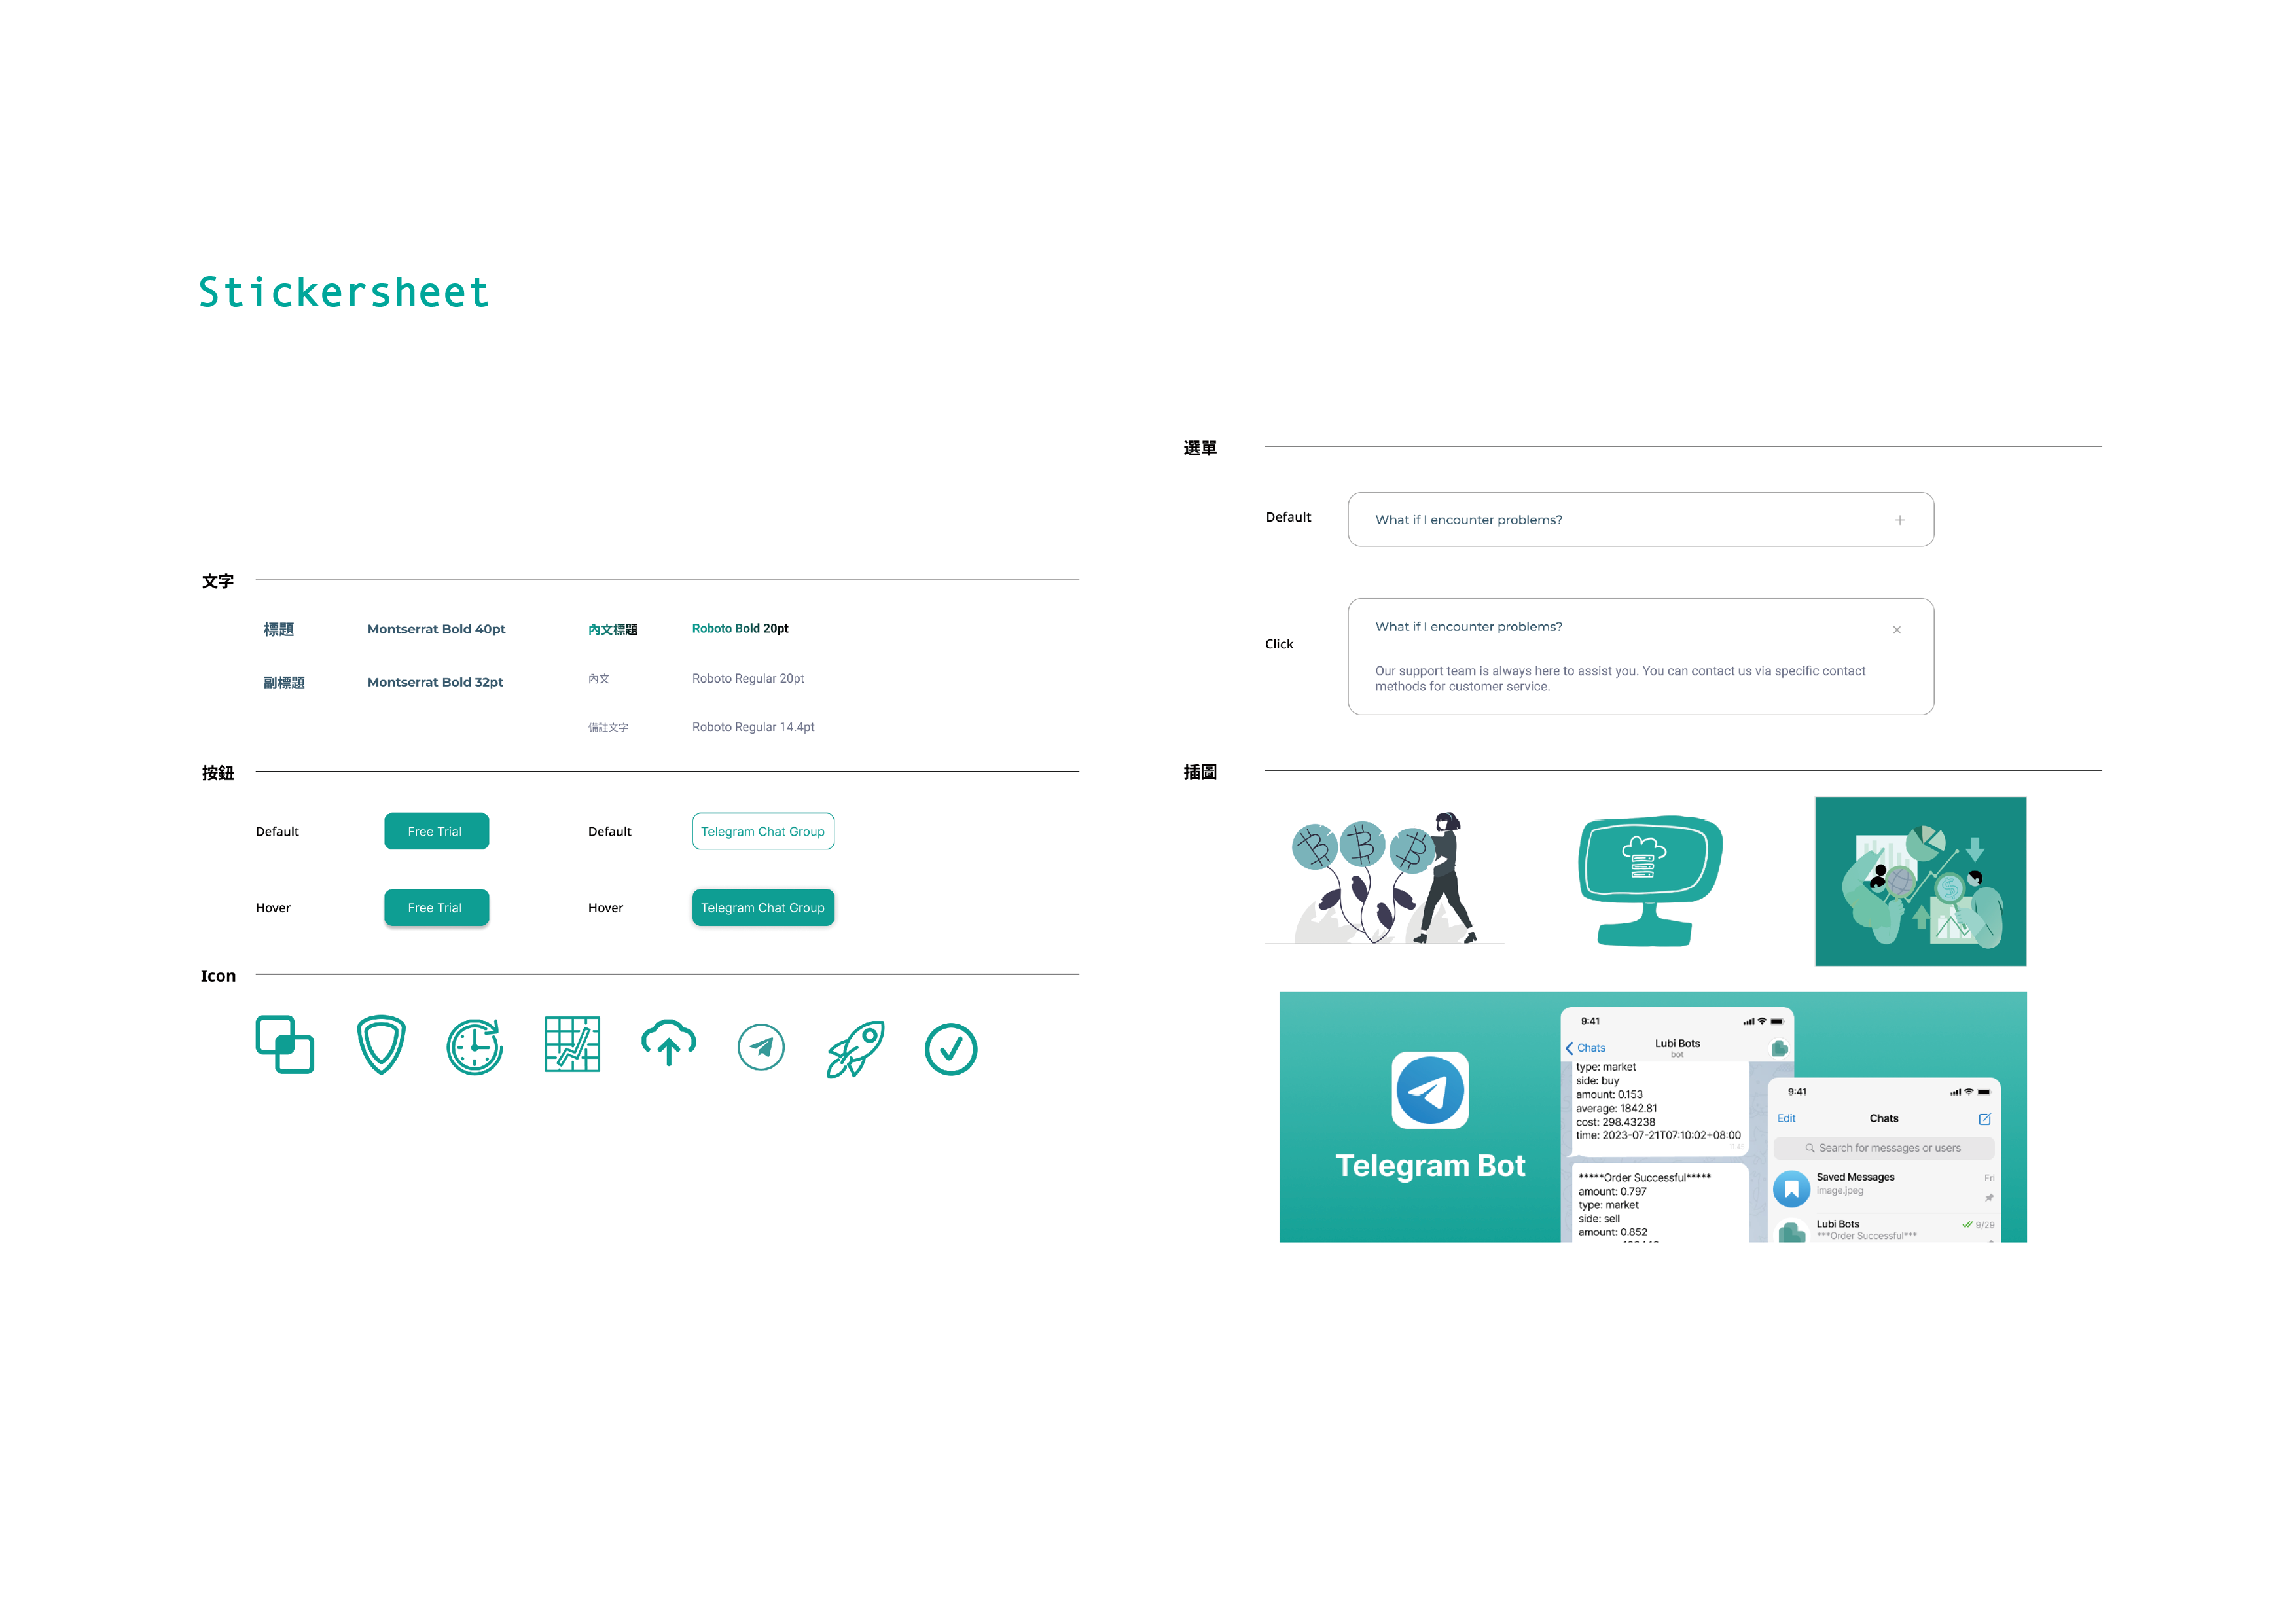 Stickersheet
文字
標題
Montserrat Bold 40pt
內文標題
Roboto Bold 20pt
副標題
Montserrat Bold 32pt
內文
Roboto Regular 20pt
備註文字
Roboto Regular 14.4pt
按鈕
Default
Free Trial
Default
Telegram Chat Group
Hover
Free Trial
Hover
Telegram Chat Group
Icon
選單
Default
What if I encounter problems?
Click
What if I encounter problems?
Our support team is always here to assist you. You can contact us via specific contact
methods for customer service.
插圖
Telegram Bot
9:41
Chats
Lubi Bots
bot
type: market
side: buy
amount: 0.153
average: 1842.81
cost: 298.43238
time: 2023-07-21T07:10:02+08:00
*****Order Successful*****
amount: 0.797
type: market
side: sell
amount: 0.852
9:41
Edit
Chats
Search for messages or users
Saved Messages
Fri
image.jpeg
Lubi Bots
9/29
***Order Successful***